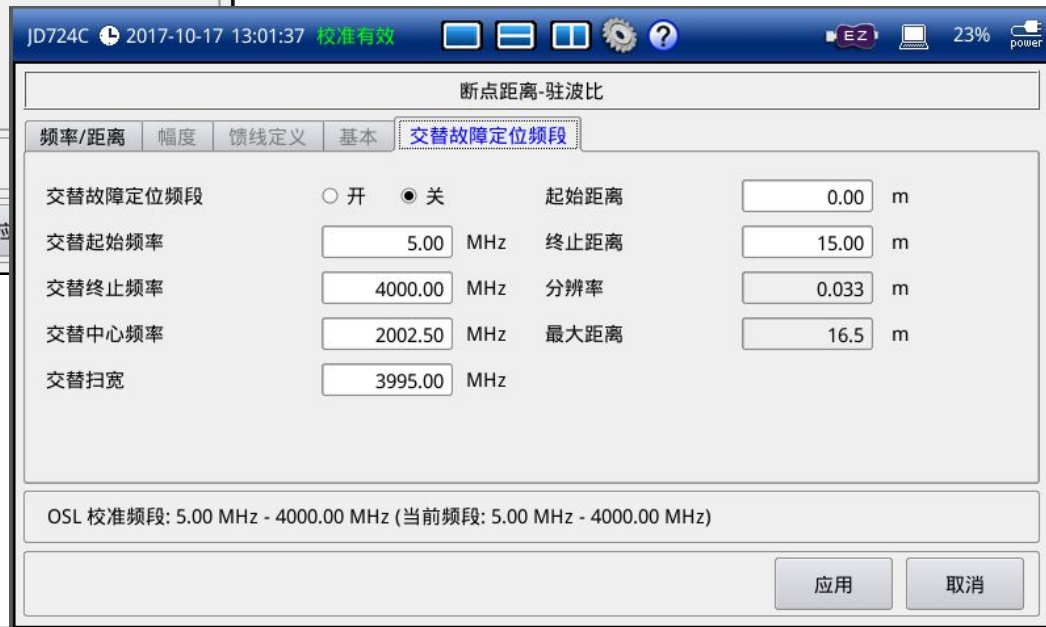 JD724C 2017-10-17 13:01:37 校准有效 ? EZ 23% power
断点距离-驻波比
频率/距离 幅度 馈线定义 基本 交替故障定位频段
交替故障定位频段 开 关 起始距离 0.00 m
交替起始频率 5.00 MHz 终止距离 15.00 m
交替终止频率 4000.00 MHz 分辨率 0.033 m
交替中心频率 2002.50 MHz 最大距离 16.5 m
交替扫宽 3995.00 MHz
OSL 校准频段: 5.00 MHz - 4000.00 MHz (当前频段: 5.00 MHz - 4000.00 MHz)
应用 取消